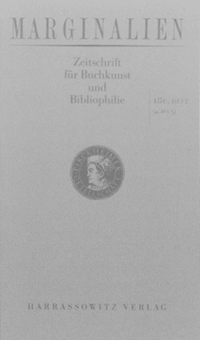 MARGINALIEN
Zeitschrift
für Buchkunst
und
Bibliophilie
HARRASSOWITZ VERLAG